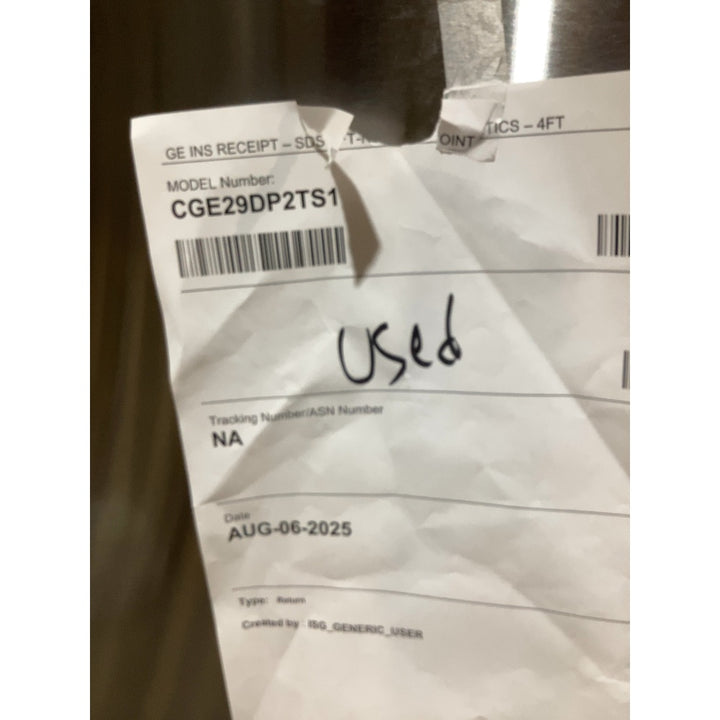 GE INS RECEIPT – SDS T- OINT TICS – 4FT
MODEL Number:
CGE29DP2TS1
Used
Tracking Number/ASN Number
NA
Date
AUG-06-2025
Type: Return
Created by : ISG_GENERIC_USER